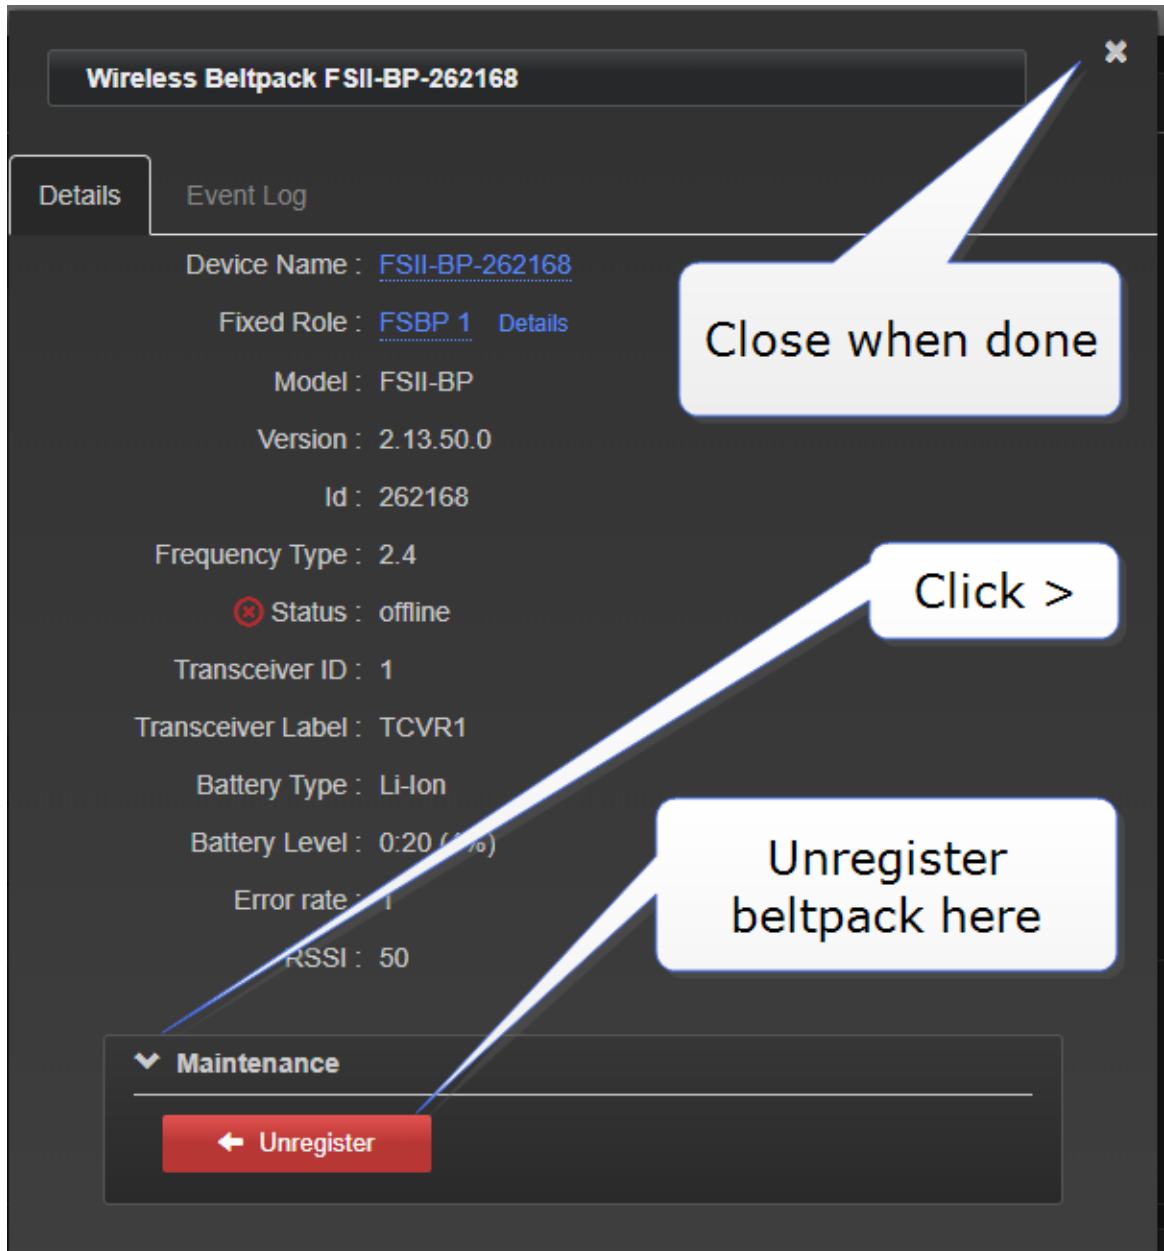 Wireless Beltpack FSII-BP-262168
Details Event Log
Device Name : FSII-BP-262168
Fixed Role : FSBP 1 Details
Close when done
Model : FSII-BP
Version : 2.13.50.0
Id : 262168
Frequency Type : 2.4
Click >
Status : offline
Transceiver ID : 1
Transceiver Label : TCVR1
Battery Type : Li-Ion
Battery Level : 0:20
Unregister
beltpack here
Error rate :
RSSI : 50
Maintenance
Unregister